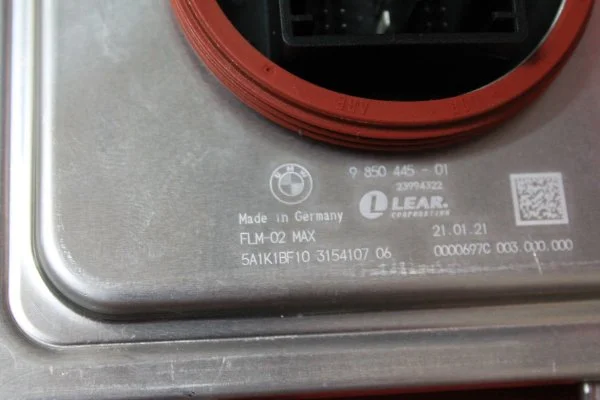 BMW
9 850 445 - 01
23994322
LEAR.
CORPORATION
Made in Germany
FLM-02 MAX
21.01.21
5A1K1BF10 3154107 06
0000697C 003.000.000